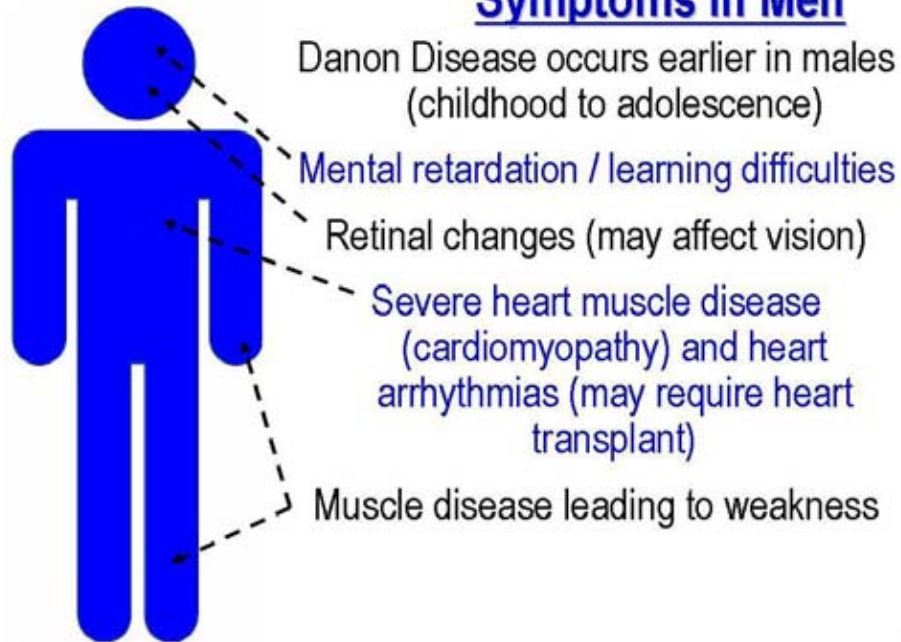 Symptoms in Men
Danon Disease occurs earlier in males
(childhood to adolescence)
Mental retardation / learning difficulties
Retinal changes (may affect vision)
Severe heart muscle disease
(cardiomyopathy) and heart
arrhythmias (may require heart
transplant)
Muscle disease leading to weakness